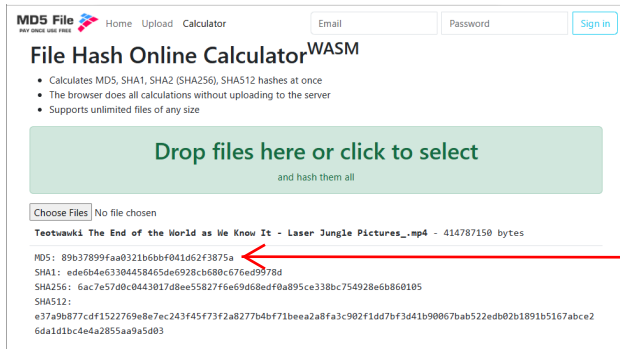 MD5 File
PAY ONCE USE FREE
Home Upload Calculator Email Password Sign in
File Hash Online Calculator WASM
Calculates MD5, SHA1, SHA2 (SHA256), SHA512 hashes at once
The browser does all calculations without uploading to the server
Supports unlimited files of any size
Drop files here or click to select
and hash them all
Choose Files No file chosen
Teotwawki The End of the World as We Know It - Laser Jungle Pictures_.mp4 - 414787150 bytes
MD5: 89b37899faa0321b6bbf041d62f3875a
SHA1: ede6b4e63304458465de6928cb680c676ed9978d
SHA256: 6ac7e57d0c0443017d8ee55827f6e69d68edf0a895ce338bc754928e6b860105
SHA512:
e37a9b877cdf1522769e8e7ec243f45f73f2a8277b4bf71beea2a8fa3c902f1dd7bf3d41b90067bab522edb02b1891b5167abce2
6da1d1bc4e4a2855aa9a5d03